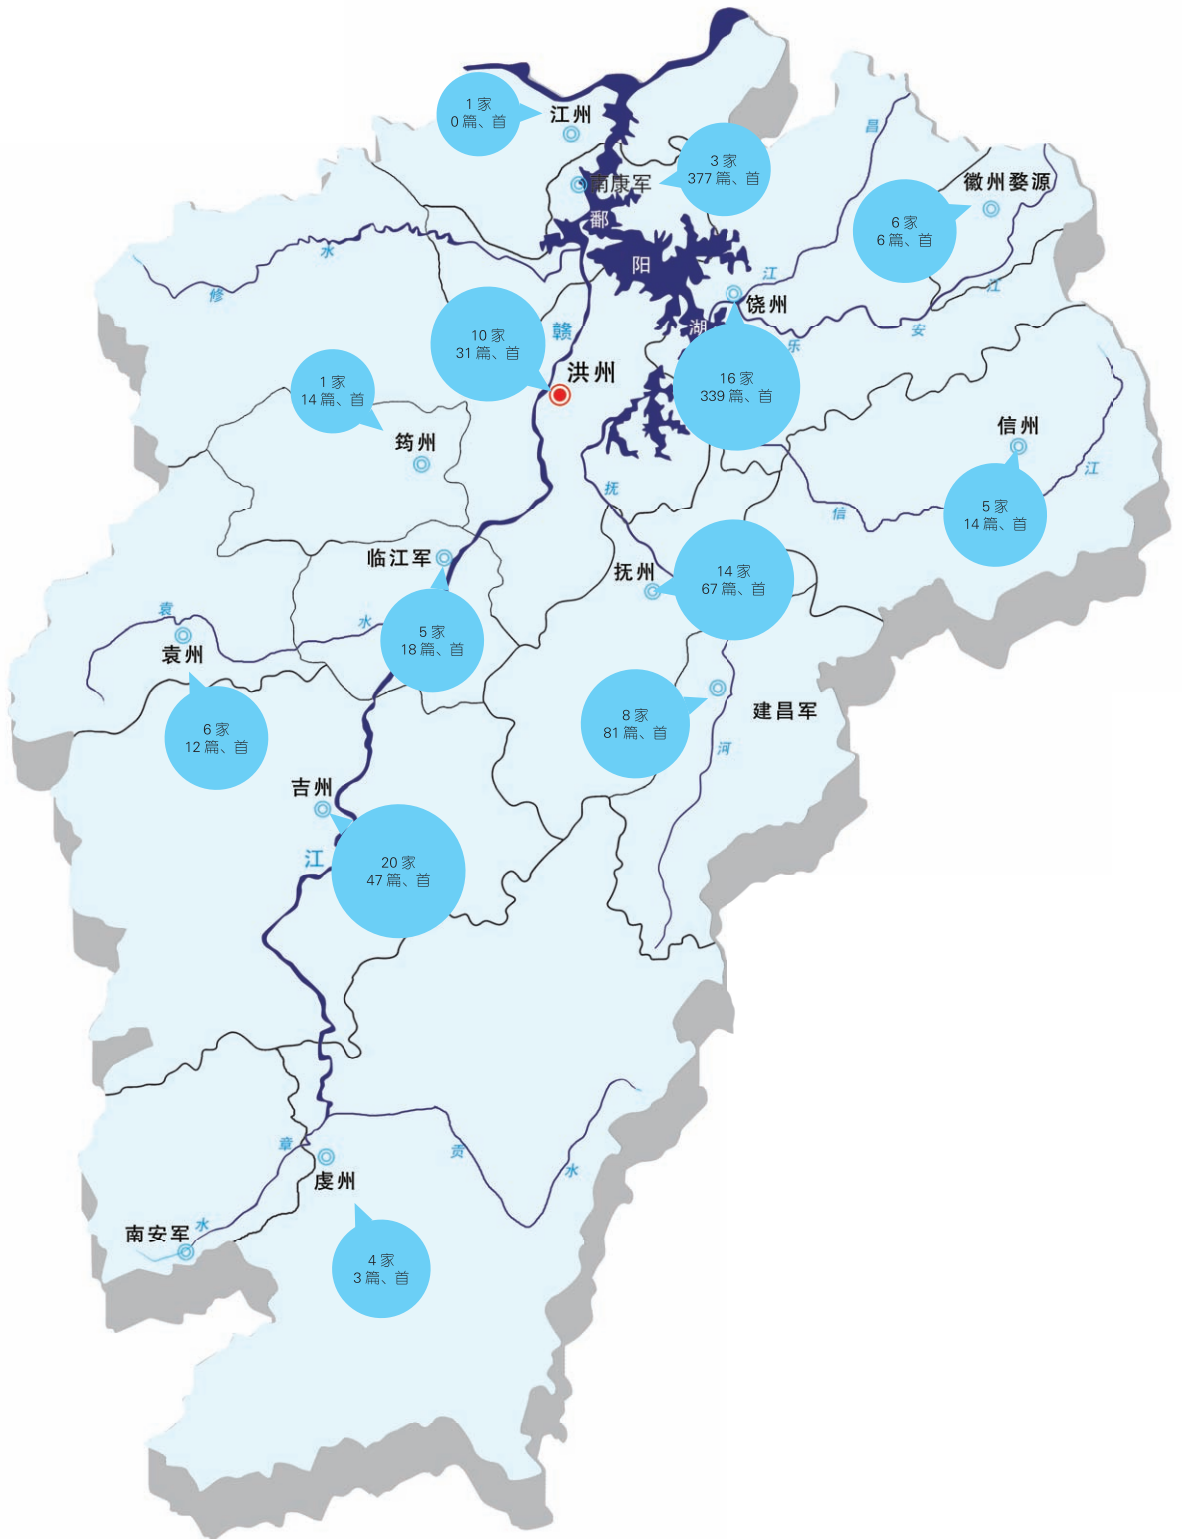 1 家
0 篇、首
江州
昌
3 家
377 篇、首
南康军
徽州婺源
鄱
6 家
6 篇、首
水
阳
江
江
修
饶州
10 家
31 篇、首
赣
湖
安
乐
洪州
16 家
339 篇、首
1 家
14 篇、首
筠州
信州
江
抚
信
5 家
14 篇、首
临江军
抚州
14 家
67 篇、首
袁
水
5 家
18 篇、首
袁州
6 家
12 篇、首
8 家
81 篇、首
建昌军
河
吉州
江
20 家
47 篇、首
章
贡
水
虔州
南安军
水
4 家
3 篇、首